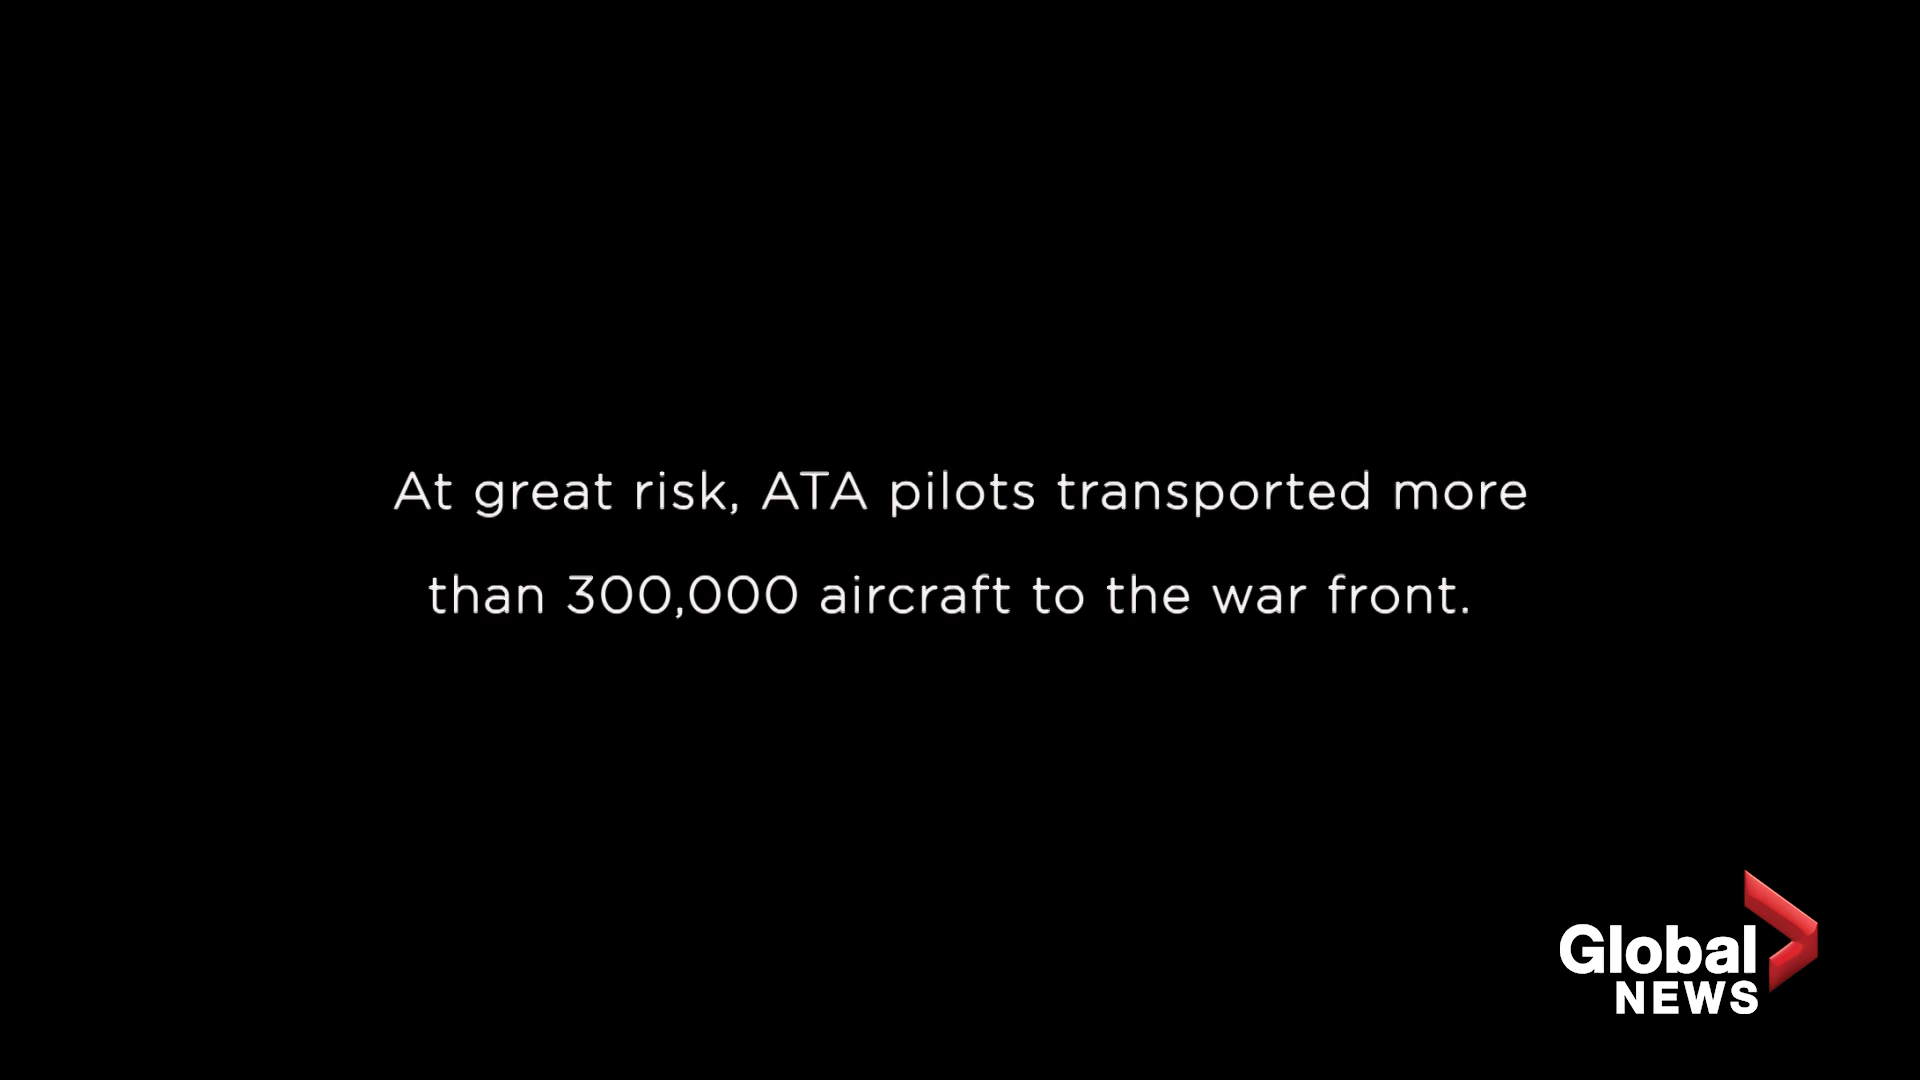 At great risk, ATA pilots transported more
than 300,000 aircraft to the war front.
Global
NEWS